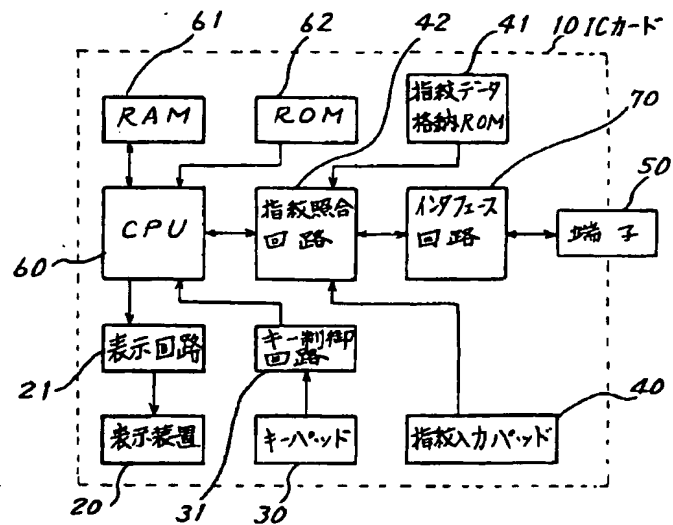 61
62
42
41
10 ICカード
RAM
ROM
指紋データ
格納ROM
70
50
CPU
指紋照合
回路
インタフェース
回路
端子
60
表示回路
キー制御
回路
21
31
40
表示装置
キーパッド
指紋入力パッド
20
30